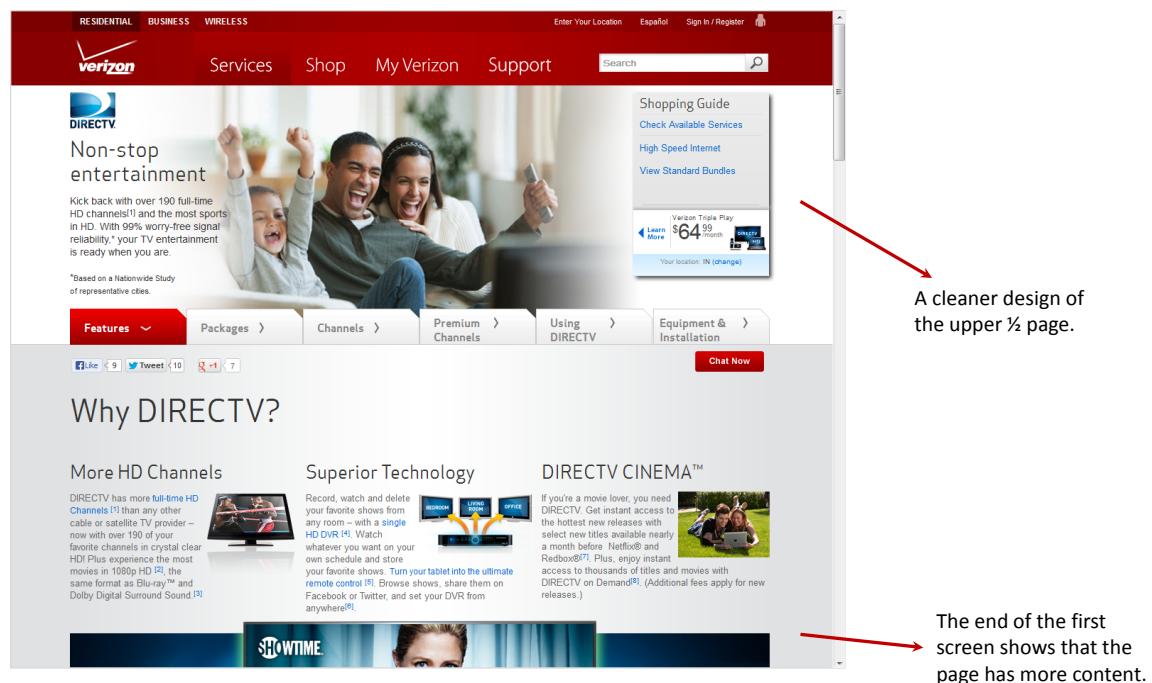 RESIDENTIAL BUSINESS WIRELESS
Enter Your Location Español Sign In / Register
verizon
Services Shop My Verizon Support
Search
DIRECTV
Non-stop
entertainment
Kick back with over 190 full-time
HD channels[1] and the most sports
in HD. With 99% worry-free signal
reliability,* your TV entertainment
is ready when you are.
*Based on a Nationwide Study
of representative cities.
Shopping Guide
Check Available Services
High Speed Internet
View Standard Bundles
Learn
More
Verizon Triple Play
$64 99 /month
DIRECTV
Your location: IN (change)
Features
Packages
Channels
Premium
Channels
Using
DIRECTV
Equipment &
Installation
Like 9 Tweet 10 +1 7
Chat Now
Why DIRECTV?
More HD Channels
DIRECTV has more full-time HD
Channels [1] than any other
cable or satellite TV provider –
now with over 190 of your
favorite channels in crystal clear
HD! Plus experience the most
movies in 1080p HD [2], the
same format as Blu-ray™ and
Dolby Digital Surround Sound.[3]
Superior Technology
Record, watch and delete
your favorite shows from
any room – with a single
HD DVR [4]. Watch
whatever you want on your
own schedule and store
your favorite shows. Turn your tablet into the ultimate
remote control [5]. Browse shows, share them on
Facebook or Twitter, and set your DVR from
anywhere[6].
BEDROOM
LIVING
ROOM
OFFICE
DIRECTV CINEMA™
If you're a movie lover, you need
DIRECTV. Get instant access to
the hottest new releases with
select new titles available nearly
a month before Netflix® and
Redbox®[7]. Plus, enjoy instant
access to thousands of titles and movies with
DIRECTV on Demand[8]. (Additional fees apply for new
releases.)
SHOWTIME.
A cleaner design of
the upper ½ page.
The end of the first
screen shows that the
page has more content.